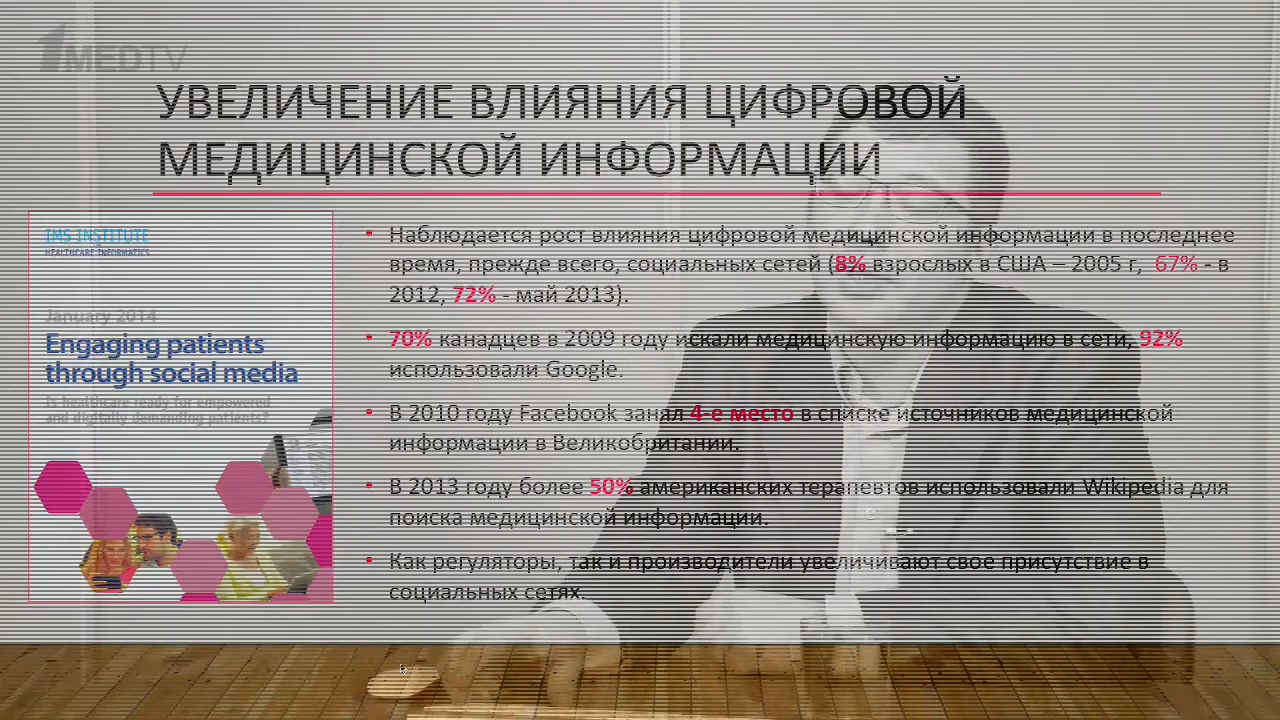 1MEDTV
УВЕЛИЧЕНИЕ ВЛИЯНИЯ ЦИФРОВОЙ
МЕДИЦИНСКОЙ ИНФОРМАЦИИ
IMS INSTITUTE
HEALTHCARE INFORMATICS
January 2014
Engaging patients
through social media
Is healthcare ready for empowered
and digitally demanding patients?
Наблюдается рост влияния цифровой медицинской информации в последнее
время, прежде всего, социальных сетей (8% взрослых в США – 2005 г, 67% - в
2012, 72% - май 2013).
70% канадцев в 2009 году искали медицинскую информацию в сети, 92%
использовали Google.
В 2010 году Facebook занял 4-е место в списке источников медицинской
информации в Великобритании.
В 2013 году более 50% американских терапевтов использовали Wikipedia для
поиска медицинской информации.
Как регуляторы, так и производители увеличивают свое присутствие в
социальных сетях.